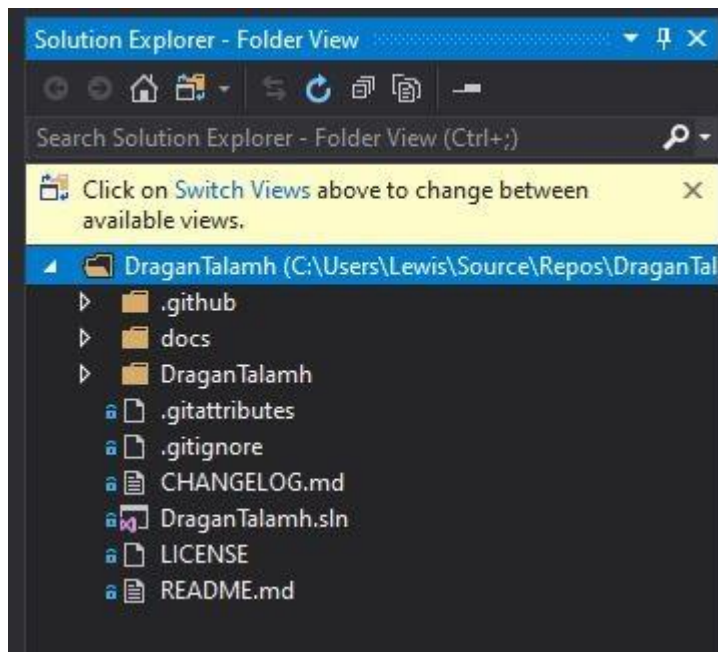 Solution Explorer - Folder View
Search Solution Explorer - Folder View (Ctrl+;)
Click on Switch Views above to change between
available views.
DraganTalamh (C:\Users\Lewis\Source\Repos\DraganTal
.github
docs
DraganTalamh
.gitattributes
.gitignore
CHANGELOG.md
DraganTalamh.sln
LICENSE
README.md